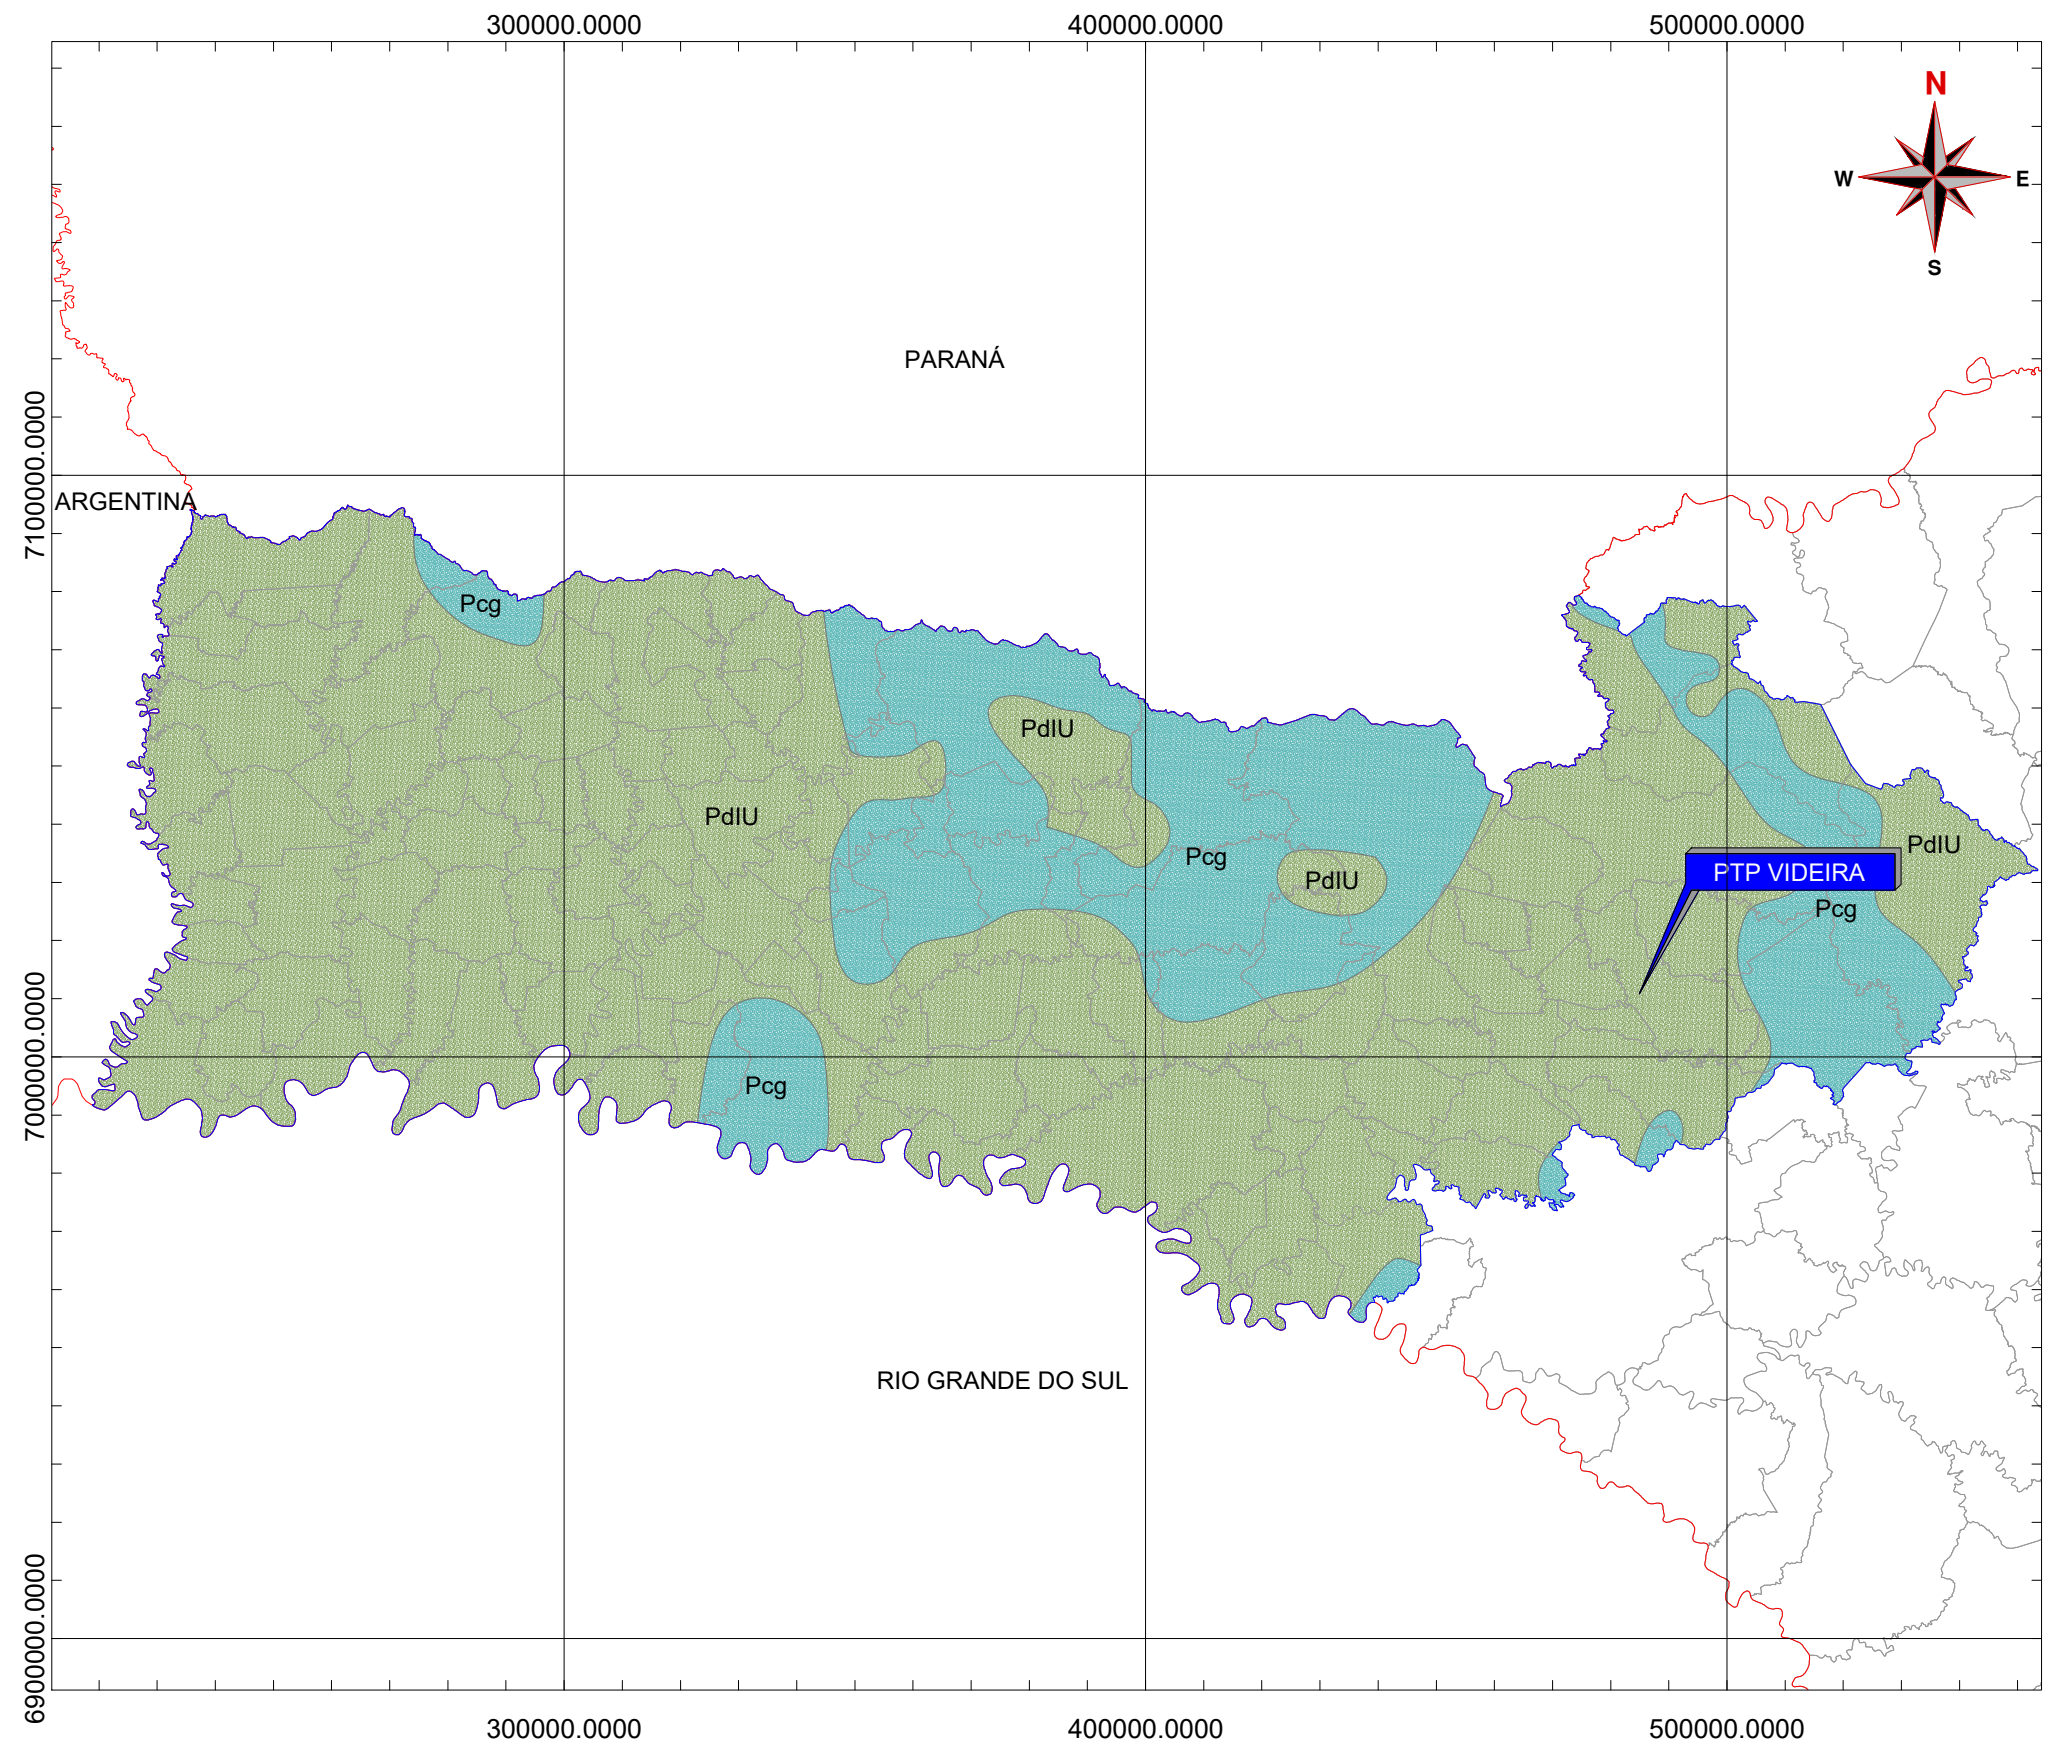 300000.0000 400000.0000 500000.0000
N
W E
S
PARANÁ
7100000.0000
ARGENTINA
Pcg
PdIU
PdIU
PdIU
Pcg
PdIU
PTP VIDEIRA
Pcg
7000000.0000
Pcg
RIO GRANDE DO SUL
6900000.0000
300000.0000 400000.0000 500000.0000